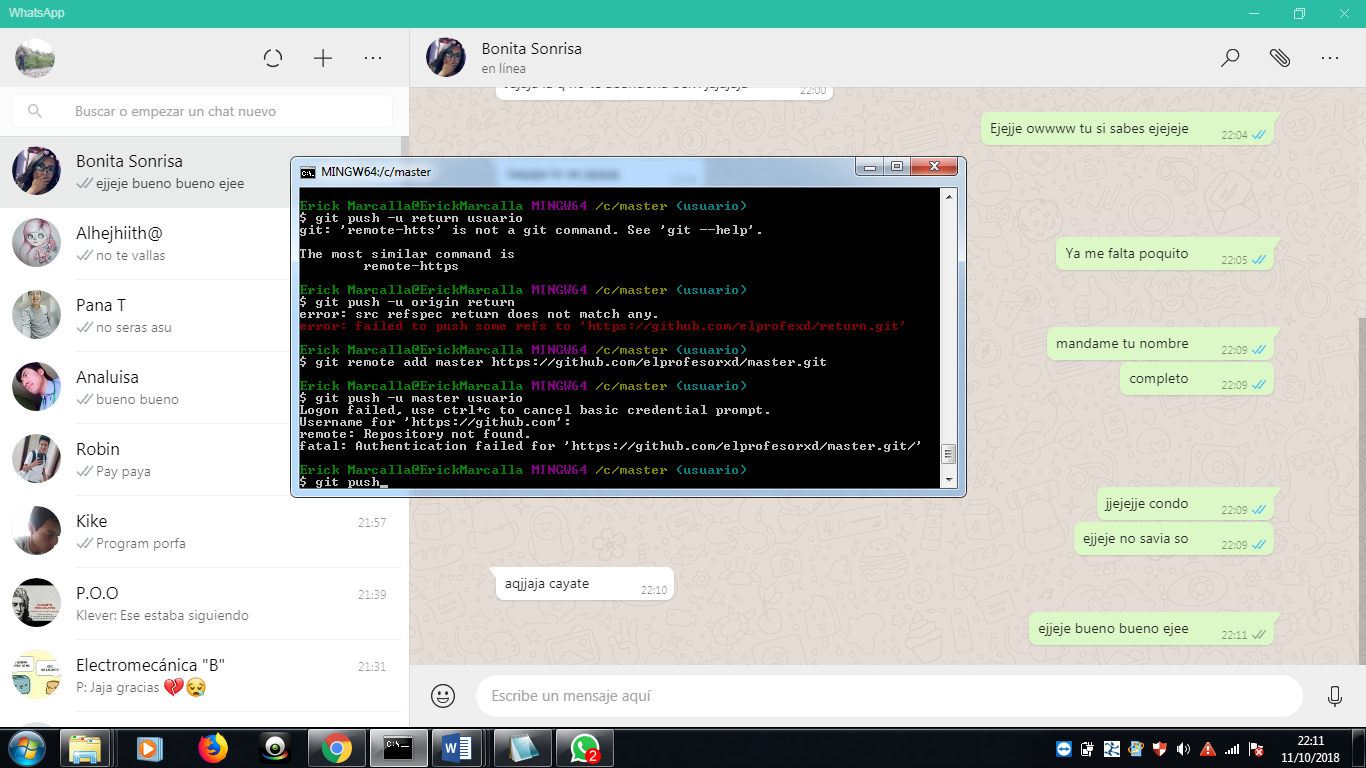 WhatsApp
Buscar o empezar un chat nuevo
Bonita Sonrisa
ejjeje bueno bueno ejee
Alhejhiith@
no te vallas
Pana T
no seras asu
Analuisa
bueno bueno
Robin
Pay paya
Kike
21:57
Program porfa
P.O.O
21:39
Klever: Ese estaba siguiendo
Electromecánica "B"
21:31
P: Jaja gracias 💔😥
Bonita Sonrisa
en línea
22:00
Ejejje owwww tu si sabes ejejeje
22:04
Ya me falta poquito
22:05
mandame tu nombre
22:09
completo
22:09
jjejejje condo
22:09
ejjeje no savia so
22:09
aqjjaja cayate
22:10
ejjeje bueno bueno ejee
22:11
Escribe un mensaje aquí
MINGW64:/c/master
Erick Marcalla@ErickMarcalla MINGW64 /c/master (usuario)
$ git push -u return usuario
git: 'remote-htts' is not a git command. See 'git --help'.
The most similar command is
remote-https
Erick Marcalla@ErickMarcalla MINGW64 /c/master (usuario)
$ git push -u origin return
error: src refspec return does not match any.
error: failed to push some refs to 'https://github.com/elprofexd/return.git'
Erick Marcalla@ErickMarcalla MINGW64 /c/master (usuario)
$ git remote add master https://github.com/elprofesorxd/master.git
Erick Marcalla@ErickMarcalla MINGW64 /c/master (usuario)
$ git push -u master usuario
Logon failed, use ctrl+c to cancel basic credential prompt.
Username for 'https://github.com':
remote: Repository not found.
fatal: Authentication failed for 'https://github.com/elprofesorxd/master.git/'
Erick Marcalla@ErickMarcalla MINGW64 /c/master (usuario)
$ git push_
2
22:11
11/10/2018